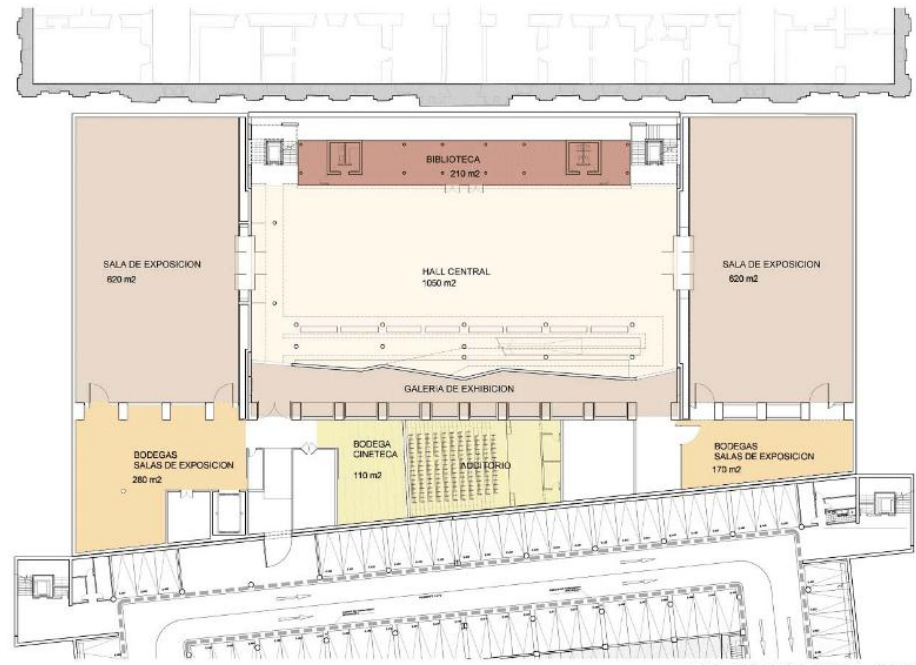 BIBLIOTECA
210 m2
SALA DE EXPOSICION
620 m2
HALL CENTRAL
1050 m2
SALA DE EXPOSICION
620 m2
GALERIA DE EXHIBICION
BODEGAS
SALAS DE EXPOSICION
280 m2
BODEGA
CINETECA
110 m2
AUDITORIO
BODEGAS
SALAS DE EXPOSICION
170 m2